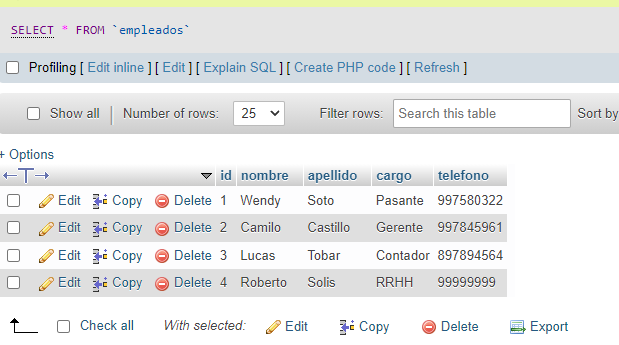 SELECT * FROM `empleados`
Profiling [ Edit inline ] [ Edit ] [ Explain SQL ] [ Create PHP code ] [ Refresh ]
Show all Number of rows: 25 Filter rows: Search this table Sort by
+ Options
←T→ id nombre apellido cargo telefono
Edit Copy Delete 1 Wendy Soto Pasante 997580322
Edit Copy Delete 2 Camilo Castillo Gerente 997845961
Edit Copy Delete 3 Lucas Tobar Contador 897894564
Edit Copy Delete 4 Roberto Solis RRHH 99999999
Check all With selected: Edit Copy Delete Export